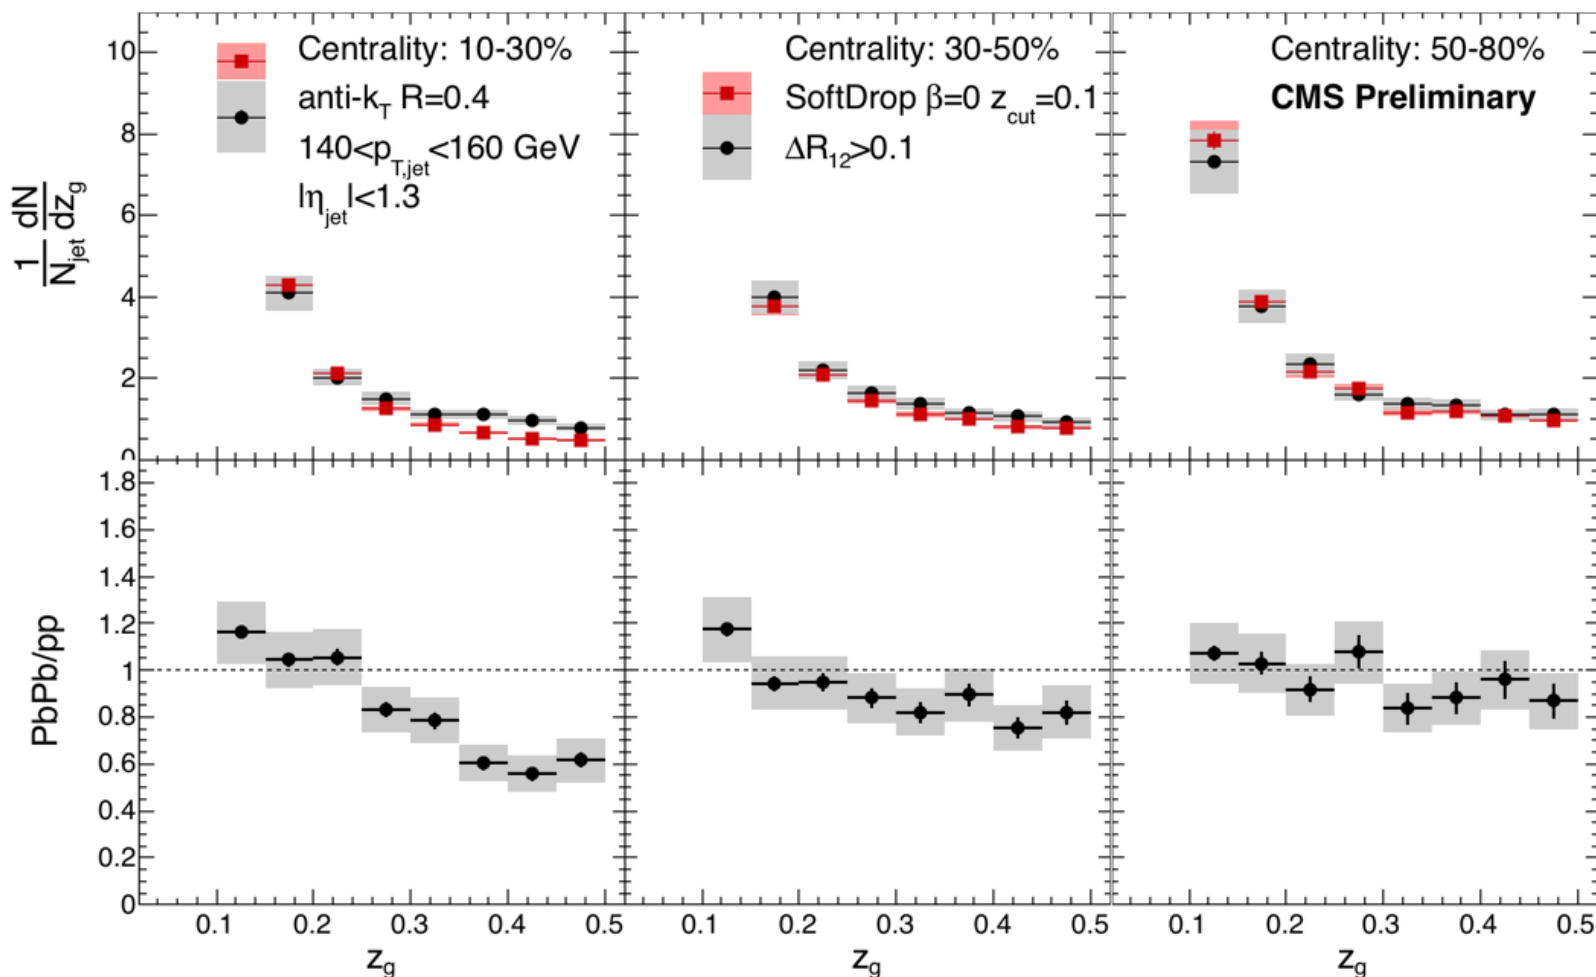 Centrality: 10-30%
anti-kT R=0.4
140<pT,jet<160 GeV
|ηjet|<1.3
Centrality: 30-50%
SoftDrop β=0 zcut=0.1
ΔR12>0.1
Centrality: 50-80%
CMS Preliminary
1/Njet dN/dzg
10
8
6
4
2
0
PbPb/pp
1.8
1.6
1.4
1.2
1
0.8
0.6
0.4
0.2
0
0.1 0.2 0.3 0.4 0.5
0.1 0.2 0.3 0.4 0.5
0.1 0.2 0.3 0.4 0.5
zg
zg
zg